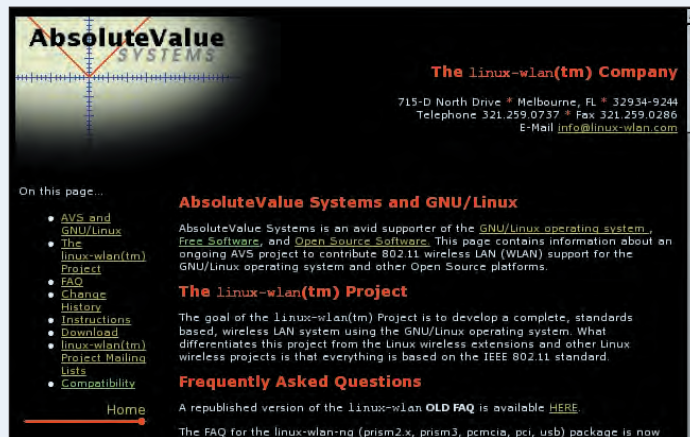 AbsoluteValue
SYSTEMS
The linux-wlan(tm) Company
715-D North Drive * Melbourne, FL * 32934-9244
Telephone 321.259.0737 * Fax 321.259.0286
E-Mail info@linux-wlan.com
On this page...
AVS and
GNU/Linux
The
linux-wlan(tm)
Project
FAQ
Change
History
Instructions
Download
linux-wlan(tm)
Project Mailing
Lists
Compatibility
Home
AbsoluteValue Systems and GNU/Linux
AbsoluteValue Systems is an avid supporter of the GNU/Linux operating system ,
Free Software, and Open Source Software. This page contains information about an
ongoing AVS project to contribute 802.11 wireless LAN (WLAN) support for the
GNU/Linux operating system and other Open Source platforms.
The linux-wlan(tm) Project
The goal of the linux-wlan(tm) Project is to develop a complete, standards
based, wireless LAN system using the GNU/Linux operating system. What
differentiates this project from the Linux wireless extensions and other Linux
wireless projects is that everything is based on the IEEE 802.11 standard.
Frequently Asked Questions
A republished version of the linux-wlan OLD FAQ is available HERE.
The FAQ for the linux-wlan-ng (prism2.x, prism3, pcmcia, pci, usb) package is now